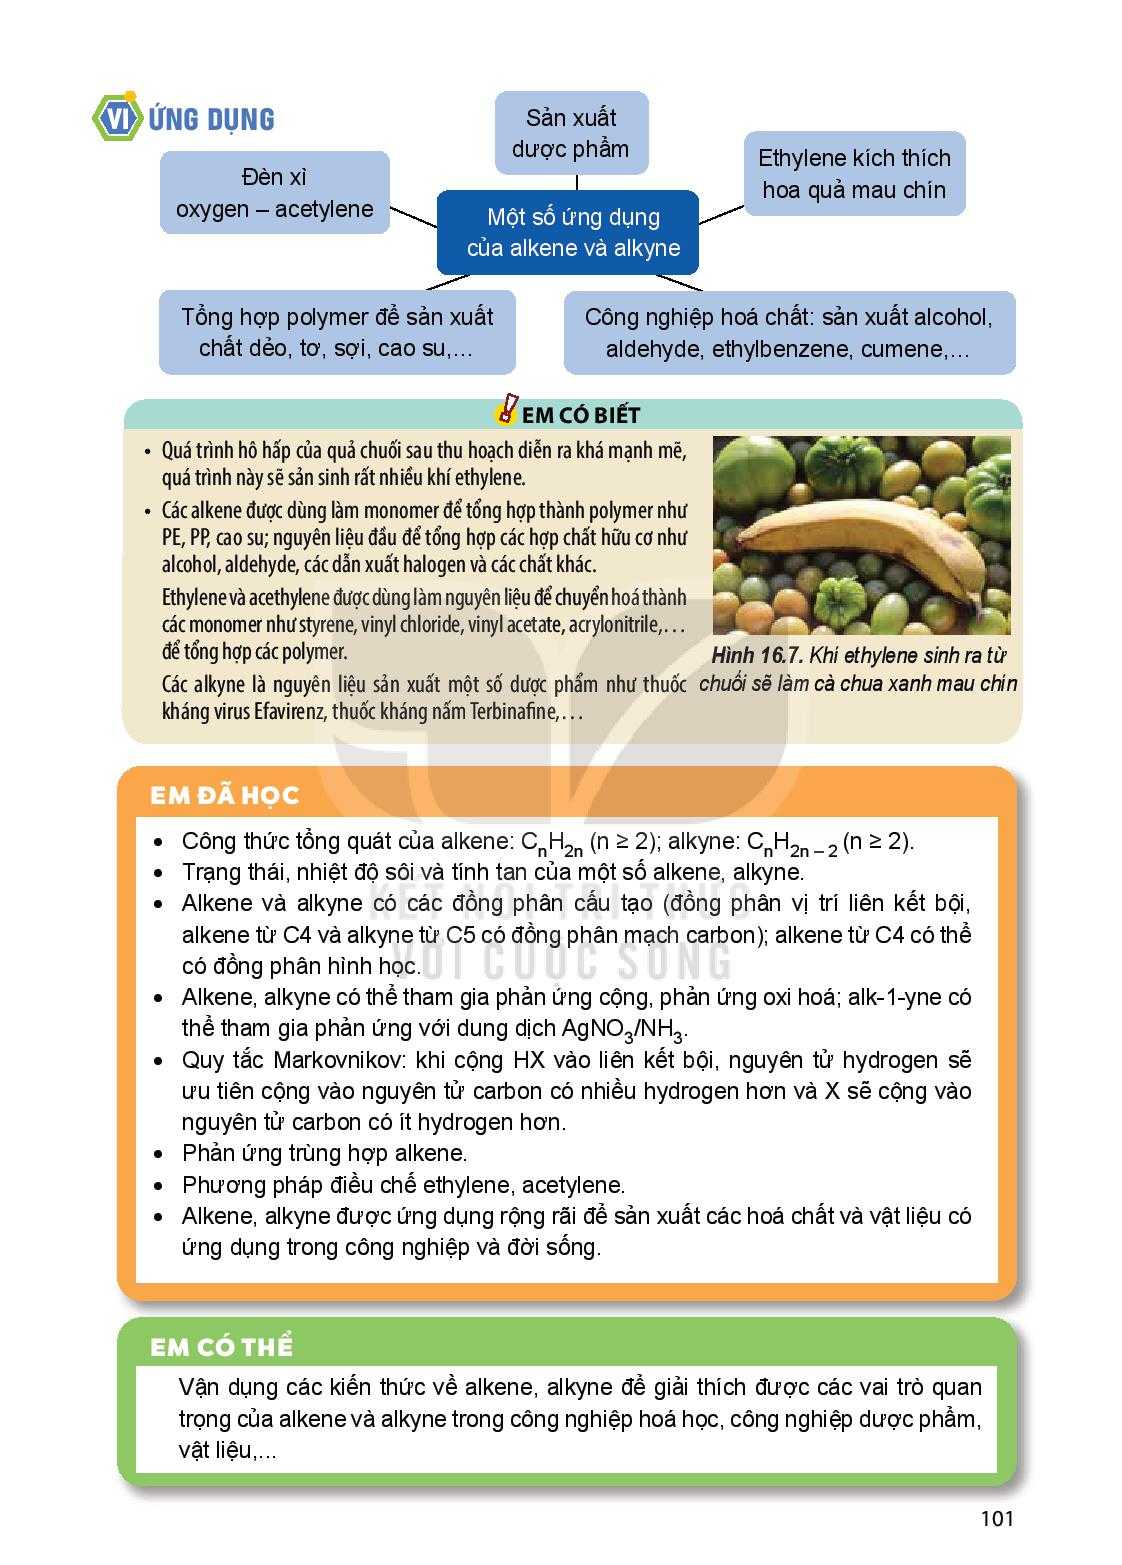 VI ỨNG DỤNG
Sản xuất
dược phẩm
Ethylene kích thích
hoa quả mau chín
Đèn xì
oxygen – acetylene
Một số ứng dụng
của alkene và alkyne
Tổng hợp polymer để sản xuất
chất dẻo, tơ, sợi, cao su,...
Công nghiệp hoá chất: sản xuất alcohol,
aldehyde, ethylbenzene, cumene,...
EM CÓ BIẾT
• Quá trình hô hấp của quả chuối sau thu hoạch diễn ra khá mạnh mẽ,
quá trình này sẽ sản sinh rất nhiều khí ethylene.
• Các alkene được dùng làm monomer để tổng hợp thành polymer như
PE, PP, cao su; nguyên liệu đầu để tổng hợp các hợp chất hữu cơ như
alcohol, aldehyde, các dẫn xuất halogen và các chất khác.
Ethylene và acethylene được dùng làm nguyên liệu để chuyển hoá thành
các monomer như styrene, vinyl chloride, vinyl acetate, acrylonitrile,...
để tổng hợp các polymer.
Các alkyne là nguyên liệu sản xuất một số dược phẩm như thuốc
kháng virus Efavirenz, thuốc kháng nấm Terbinafine,...
Hình 16.7. Khí ethylene sinh ra từ
chuối sẽ làm cà chua xanh mau chín
EM ĐÃ HỌC
• Công thức tổng quát của alkene: CnH2n (n ≥ 2); alkyne: CnH2n – 2 (n ≥ 2).
• Trạng thái, nhiệt độ sôi và tính tan của một số alkene, alkyne.
• Alkene và alkyne có các đồng phân cấu tạo (đồng phân vị trí liên kết bội,
alkene từ C4 và alkyne từ C5 có đồng phân mạch carbon); alkene từ C4 có thể
có đồng phân hình học.
• Alkene, alkyne có thể tham gia phản ứng cộng, phản ứng oxi hoá; alk-1-yne có
thể tham gia phản ứng với dung dịch AgNO3/NH3.
• Quy tắc Markovnikov: khi cộng HX vào liên kết bội, nguyên tử hydrogen sẽ
ưu tiên cộng vào nguyên tử carbon có nhiều hydrogen hơn và X sẽ cộng vào
nguyên tử carbon có ít hydrogen hơn.
• Phản ứng trùng hợp alkene.
• Phương pháp điều chế ethylene, acetylene.
• Alkene, alkyne được ứng dụng rộng rãi để sản xuất các hoá chất và vật liệu có
ứng dụng trong công nghiệp và đời sống.
KẾT NỐI TRI THỨC
VỚI CUỘC SỐNG
EM CÓ THỂ
Vận dụng các kiến thức về alkene, alkyne để giải thích được các vai trò quan
trọng của alkene và alkyne trong công nghiệp hoá học, công nghiệp dược phẩm,
vật liệu,...
101